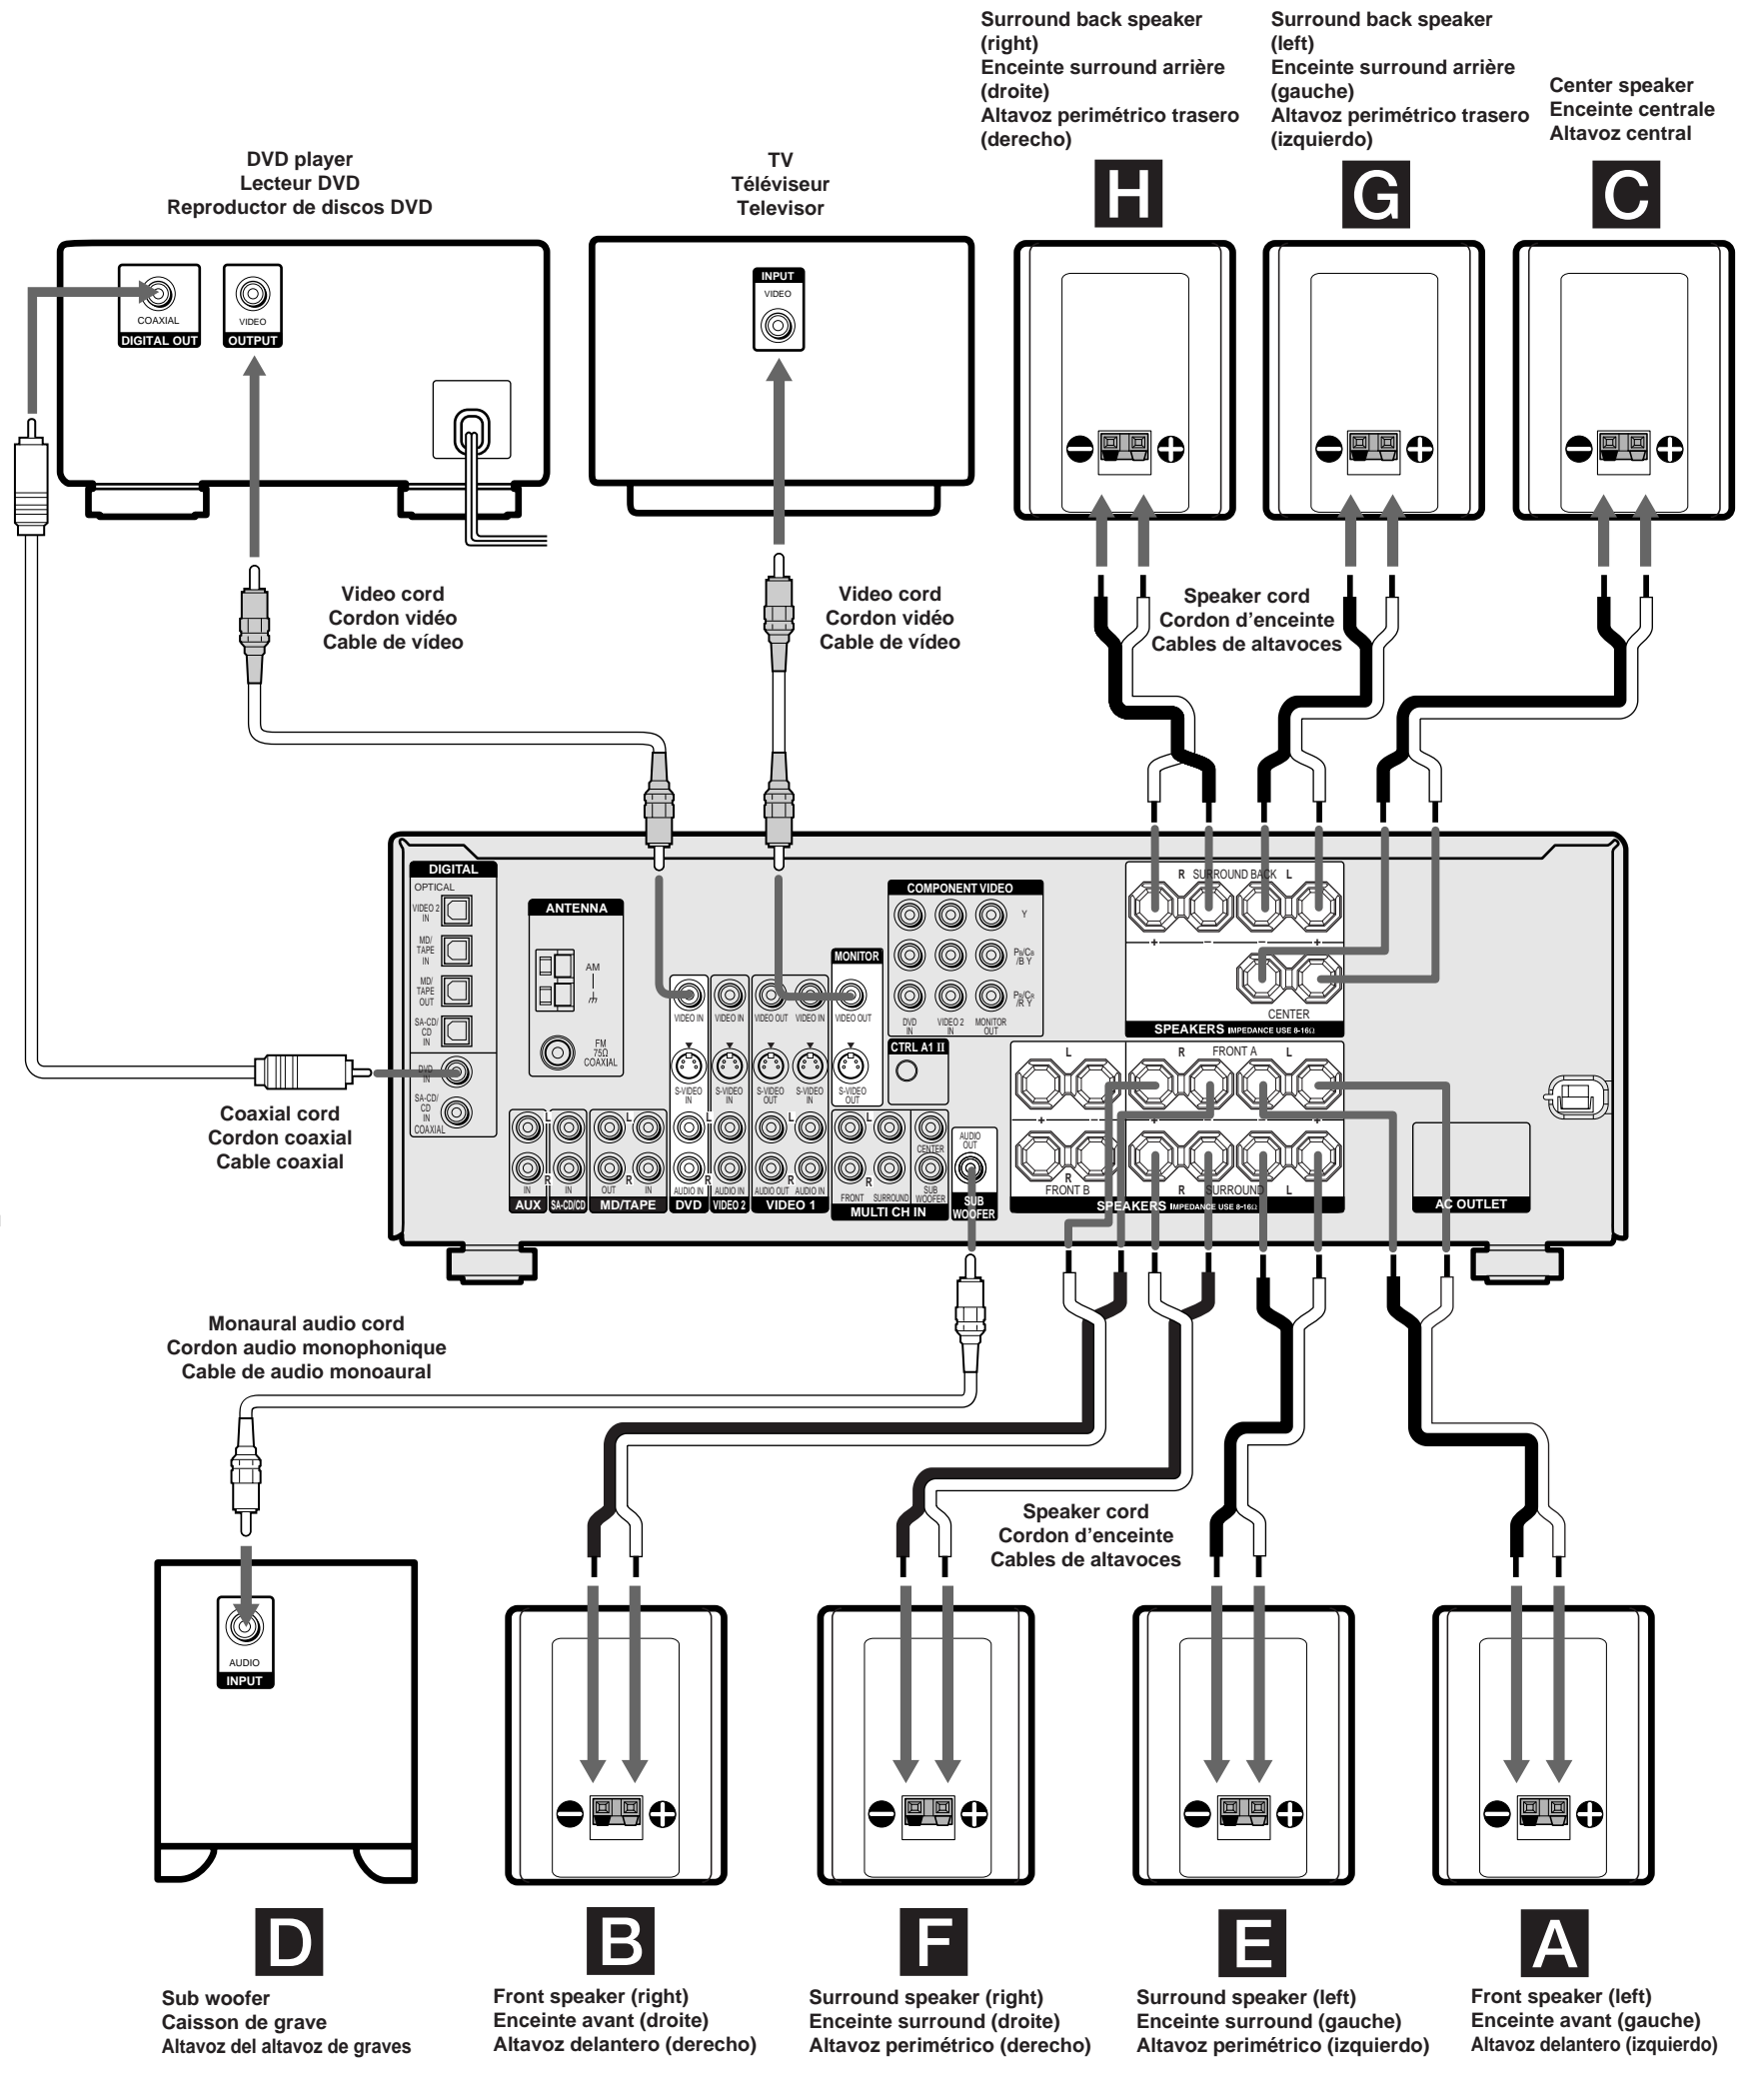 Surround back speaker
(right)
Enceinte surround arrière
(droite)
Altavoz perimétrico trasero
(derecho)
Surround back speaker
(left)
Enceinte surround arrière
(gauche)
Altavoz perimétrico trasero
(izquierdo)
Center speaker
Enceinte centrale
Altavoz central
DVD player
Lecteur DVD
Reproductor de discos DVD
TV
Téléviseur
Televisor
H
G
C
COAXIAL
DIGITAL OUT
VIDEO
OUTPUT
INPUT
VIDEO
Video cord
Cordon vidéo
Cable de vídeo
Video cord
Cordon vidéo
Cable de vídeo
Speaker cord
Cordon d'enceinte
Cables de altavoces
DIGITAL
OPTICAL
VIDEO 2
IN
MD/
TAPE
IN
MD/
TAPE
OUT
SA-CD/
CD
IN
DVD
IN
SA-CD/
CD
IN
COAXIAL
ANTENNA
AM
FM
75Ω
COAXIAL
VIDEO IN
VIDEO IN
VIDEO OUT
VIDEO IN
MONITOR
VIDEO OUT
S-VIDEO
IN
S-VIDEO
IN
S-VIDEO
OUT
S-VIDEO
IN
S-VIDEO
OUT
COMPONENT VIDEO
Y
PB/CB
/B Y
PR/CR
/R Y
DVD
IN
VIDEO 2
IN
MONITOR
OUT
CTRL A1 II
R SURROUND BACK L
+ − − +
CENTER
SPEAKERS IMPEDANCE USE 8-16Ω
L
R FRONT A L
L
L
L
L
L
R
R
R
R
R
IN
IN
OUT
IN
AUDIO IN
AUDIO IN
AUDIO OUT
AUDIO IN
FRONT
SURROUND
CENTER
SUB
WOOFER
AUX
SA-CD/CD
MD/TAPE
DVD
VIDEO 2
VIDEO 1
MULTI CH IN
AUDIO
OUT
SUB
WOOFER
R
FRONT B
R SURROUND L
SPEAKERS IMPEDANCE USE 8-16Ω
AC OUTLET
Coaxial cord
Cordon coaxial
Cable coaxial
Monaural audio cord
Cordon audio monophonique
Cable de audio monoaural
Speaker cord
Cordon d'enceinte
Cables de altavoces
AUDIO
INPUT
D
B
F
E
A
Sub woofer
Caisson de grave
Altavoz del altavoz de graves
Front speaker (right)
Enceinte avant (droite)
Altavoz delantero (derecho)
Surround speaker (right)
Enceinte surround (droite)
Altavoz perimétrico (derecho)
Surround speaker (left)
Enceinte surround (gauche)
Altavoz perimétrico (izquierdo)
Front speaker (left)
Enceinte avant (gauche)
Altavoz delantero (izquierdo)